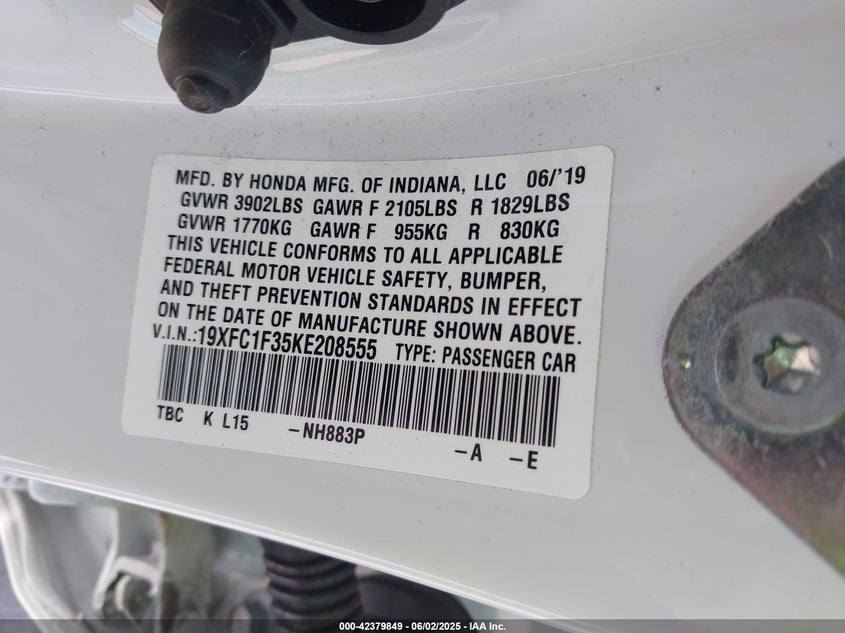 MFD. BY HONDA MFG. OF INDIANA, LLC 06/'19
GVWR 3902LBS GAWR F 2105LBS R 1829LBS
GVWR 1770KG GAWR F 955KG R 830KG
THIS VEHICLE CONFORMS TO ALL APPLICABLE
FEDERAL MOTOR VEHICLE SAFETY, BUMPER,
AND THEFT PREVENTION STANDARDS IN EFFECT
ON THE DATE OF MANUFACTURE SHOWN ABOVE.
V.I.N.:19XFC1F35KE208555 TYPE: PASSENGER CAR
TBC K L15 -NH883P -A -E
000-42379849 - 06/02/2025 - IAA Inc.